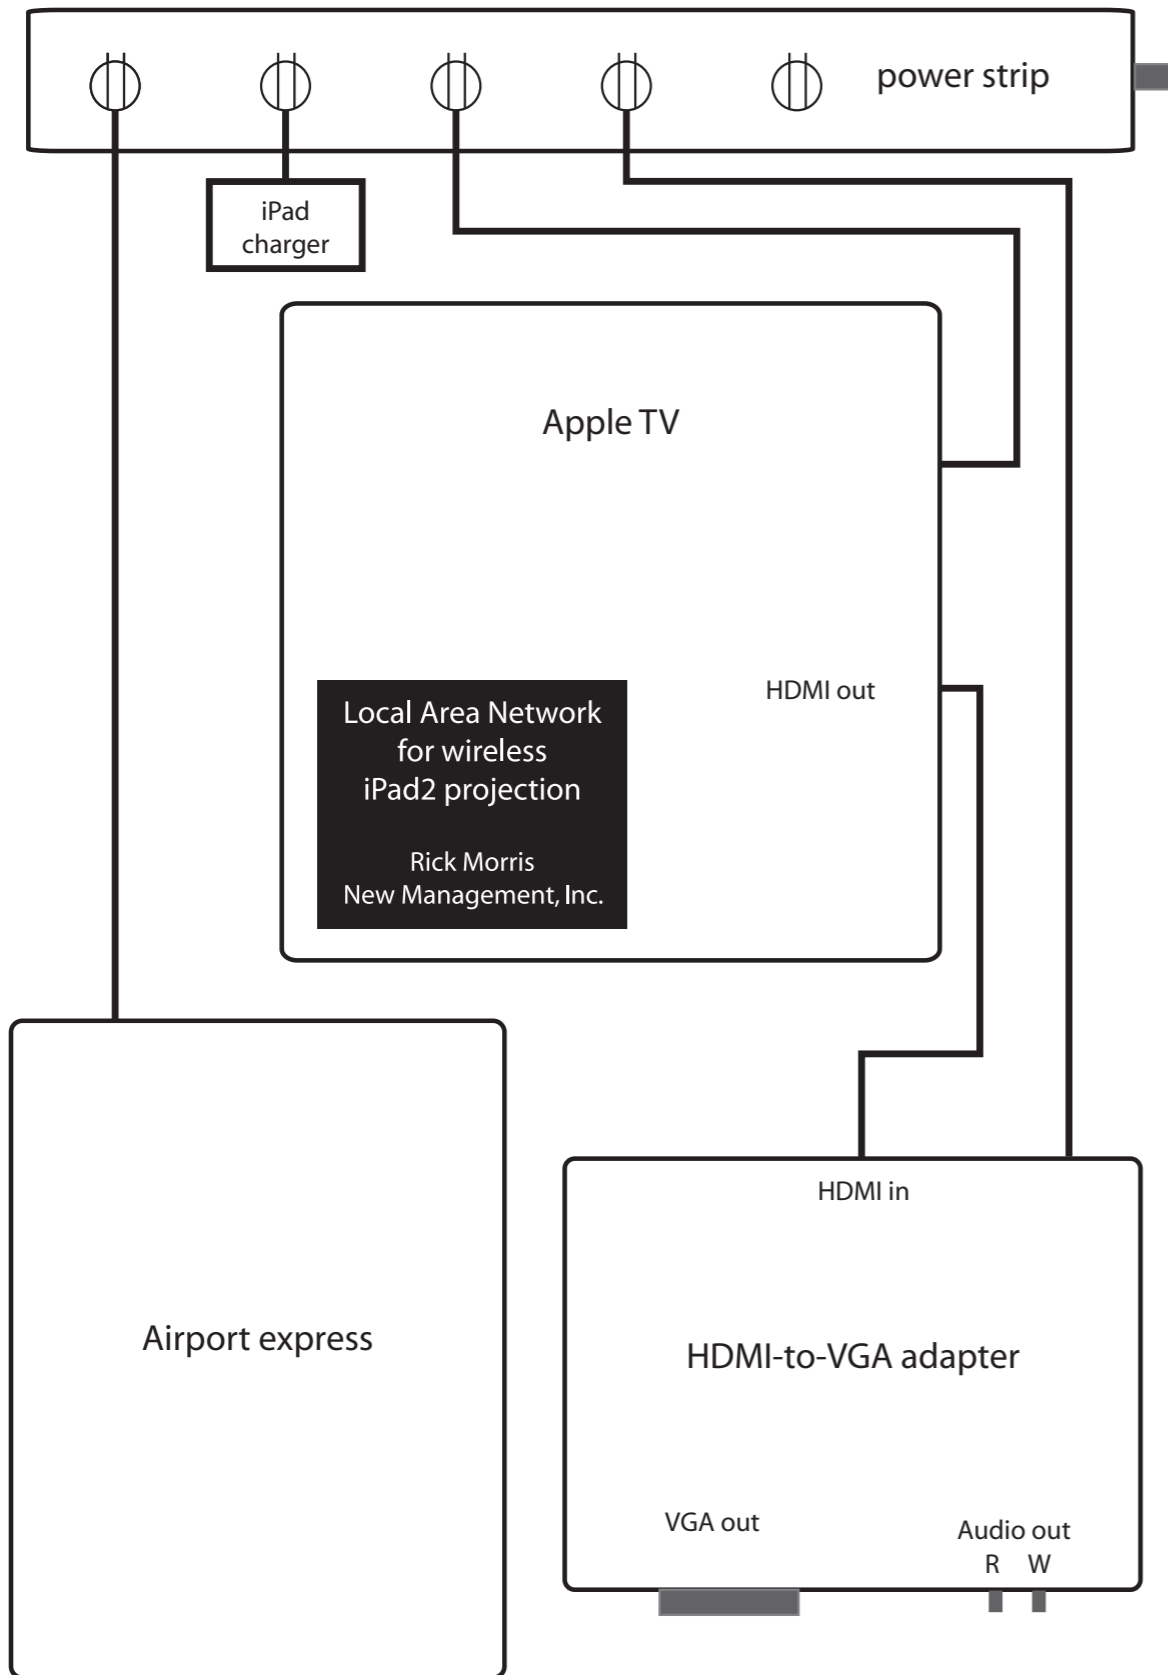 power strip
iPad
charger
Apple TV
HDMI out
Local Area Network
for wireless
iPad2 projection
Rick Morris
New Management, Inc.
HDMI in
Airport express
HDMI-to-VGA adapter
VGA out
Audio out
R W